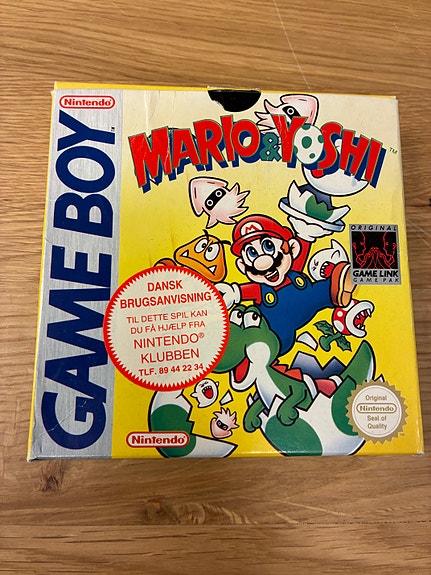 Nintendo
GAME BOY
TM
MARIO & YOSHI
TM
ORIGINAL
GAME LINK
GAME PAK
DANSK
BRUGSANVISNING
TIL DETTE SPIL KAN
DU FÅ HJÆLP FRA
NINTENDO®
KLUBBEN
TLF. 89 44 22 34
Nintendo
Original
Nintendo
Seal of
Quality